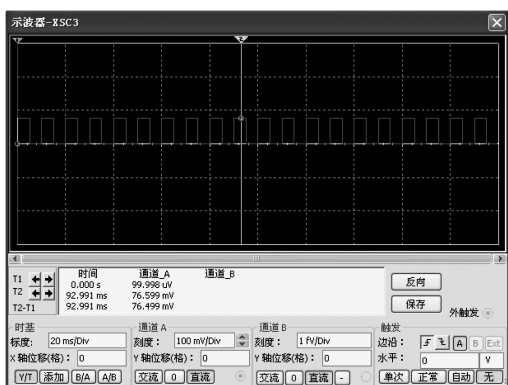 示波器-XSC3
时间 通道_A 通道_B
T1 0.000 s 99.998 uV
T2 92.991 ms 76.599 mV
T2-T1 92.991 ms 76.499 mV
反向
保存
外触发
时基
标度: 20 ms/Div
X 轴位移(格): 0
Y/T 添加 B/A A/B
通道 A
刻度: 100 mV/Div
Y 轴位移(格): 0
交流 0 直流
通道 B
刻度: 1 fV/Div
Y 轴位移(格): 0
交流 0 直流 -
触发
边沿: A B Ext
水平: 0 V
单次 正常 自动 无